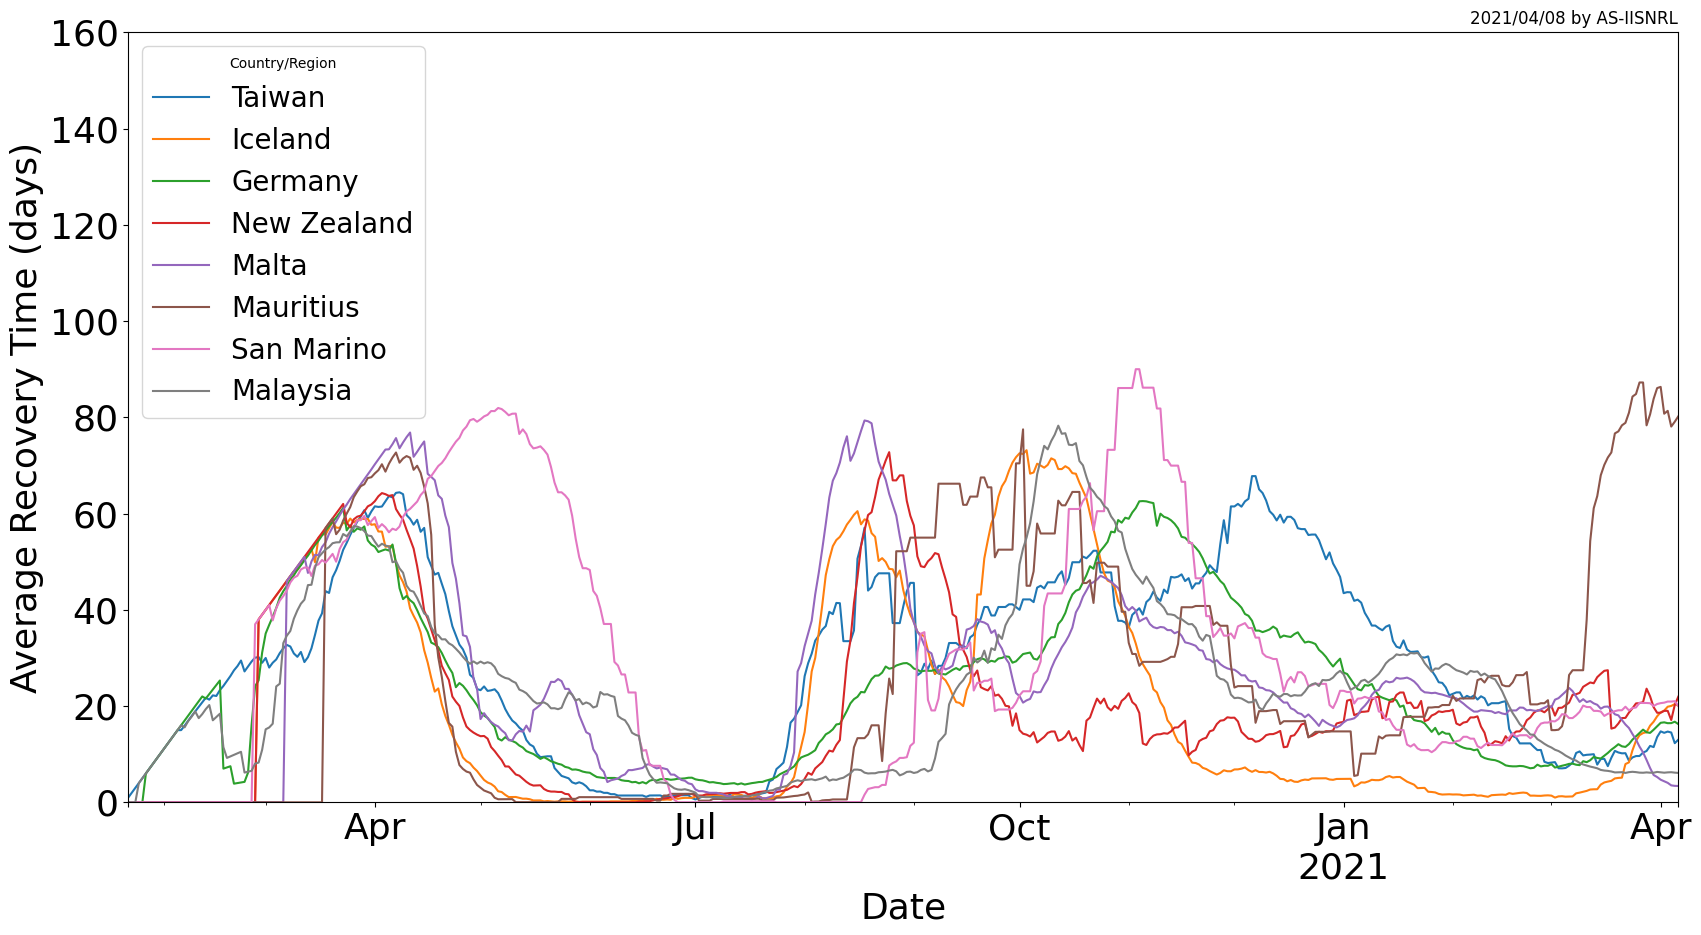 2021/04/08 by AS-IISNRL
160
140
120
100
80
60
40
20
0
Average Recovery Time (days)
Country/Region
Taiwan
Iceland
Germany
New Zealand
Malta
Mauritius
San Marino
Malaysia
Apr
Jul
Oct
Jan
2021
Apr
Date